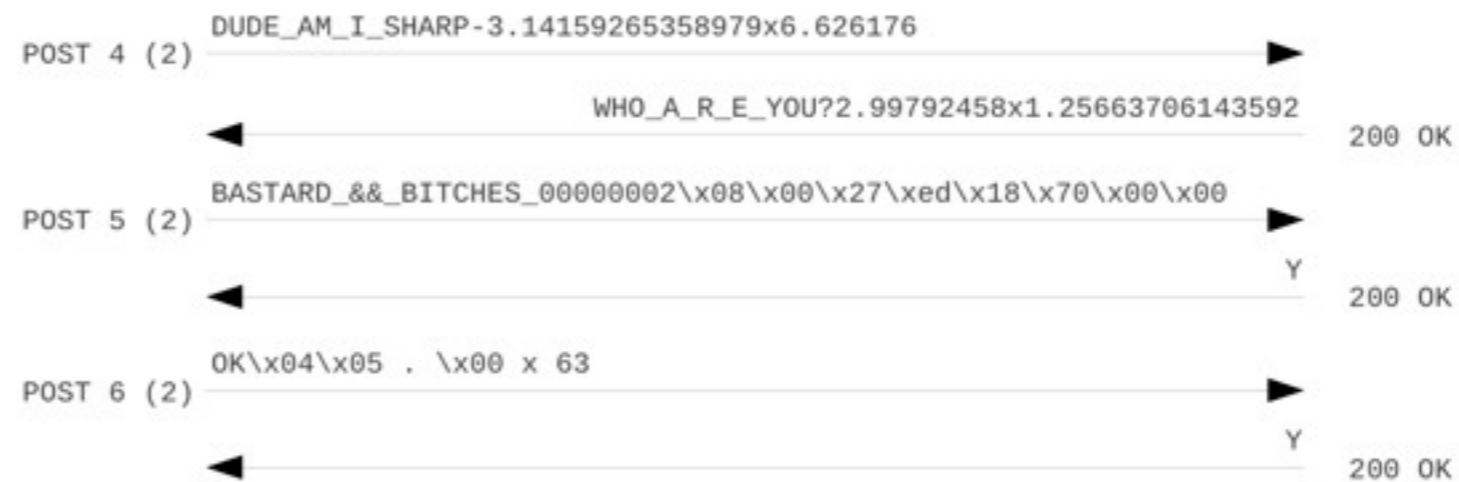 DUDE_AM_I_SHARP-3.14159265358979x6.626176
POST 4 (2)
WHO_A_R_E_YOU?2.99792458x1.25663706143592
200 OK
BASTARD_&&_BITCHES_00000002\x08\x00\x27\xed\x18\x70\x00\x00
POST 5 (2)
Y
200 OK
OK\x04\x05 . \x00 x 63
POST 6 (2)
Y
200 OK